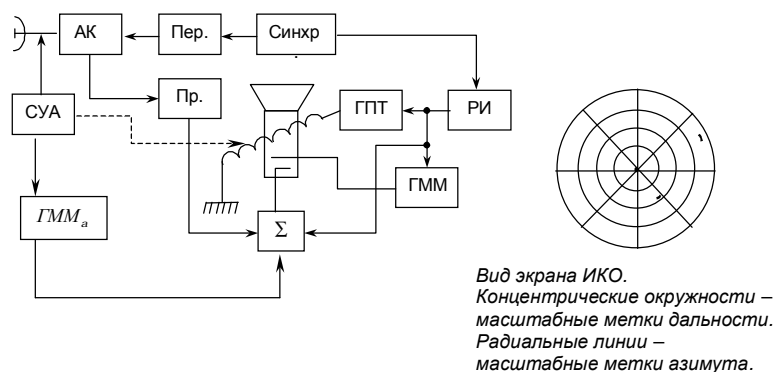 АК
Пер.
Синхр
Пр.
СУА
ГПТ
РИ
ГММ
ГММа
Σ
Вид экрана ИКО.
Концентрические окружности –
масштабные метки дальности.
Радиальные линии –
масштабные метки азимута.